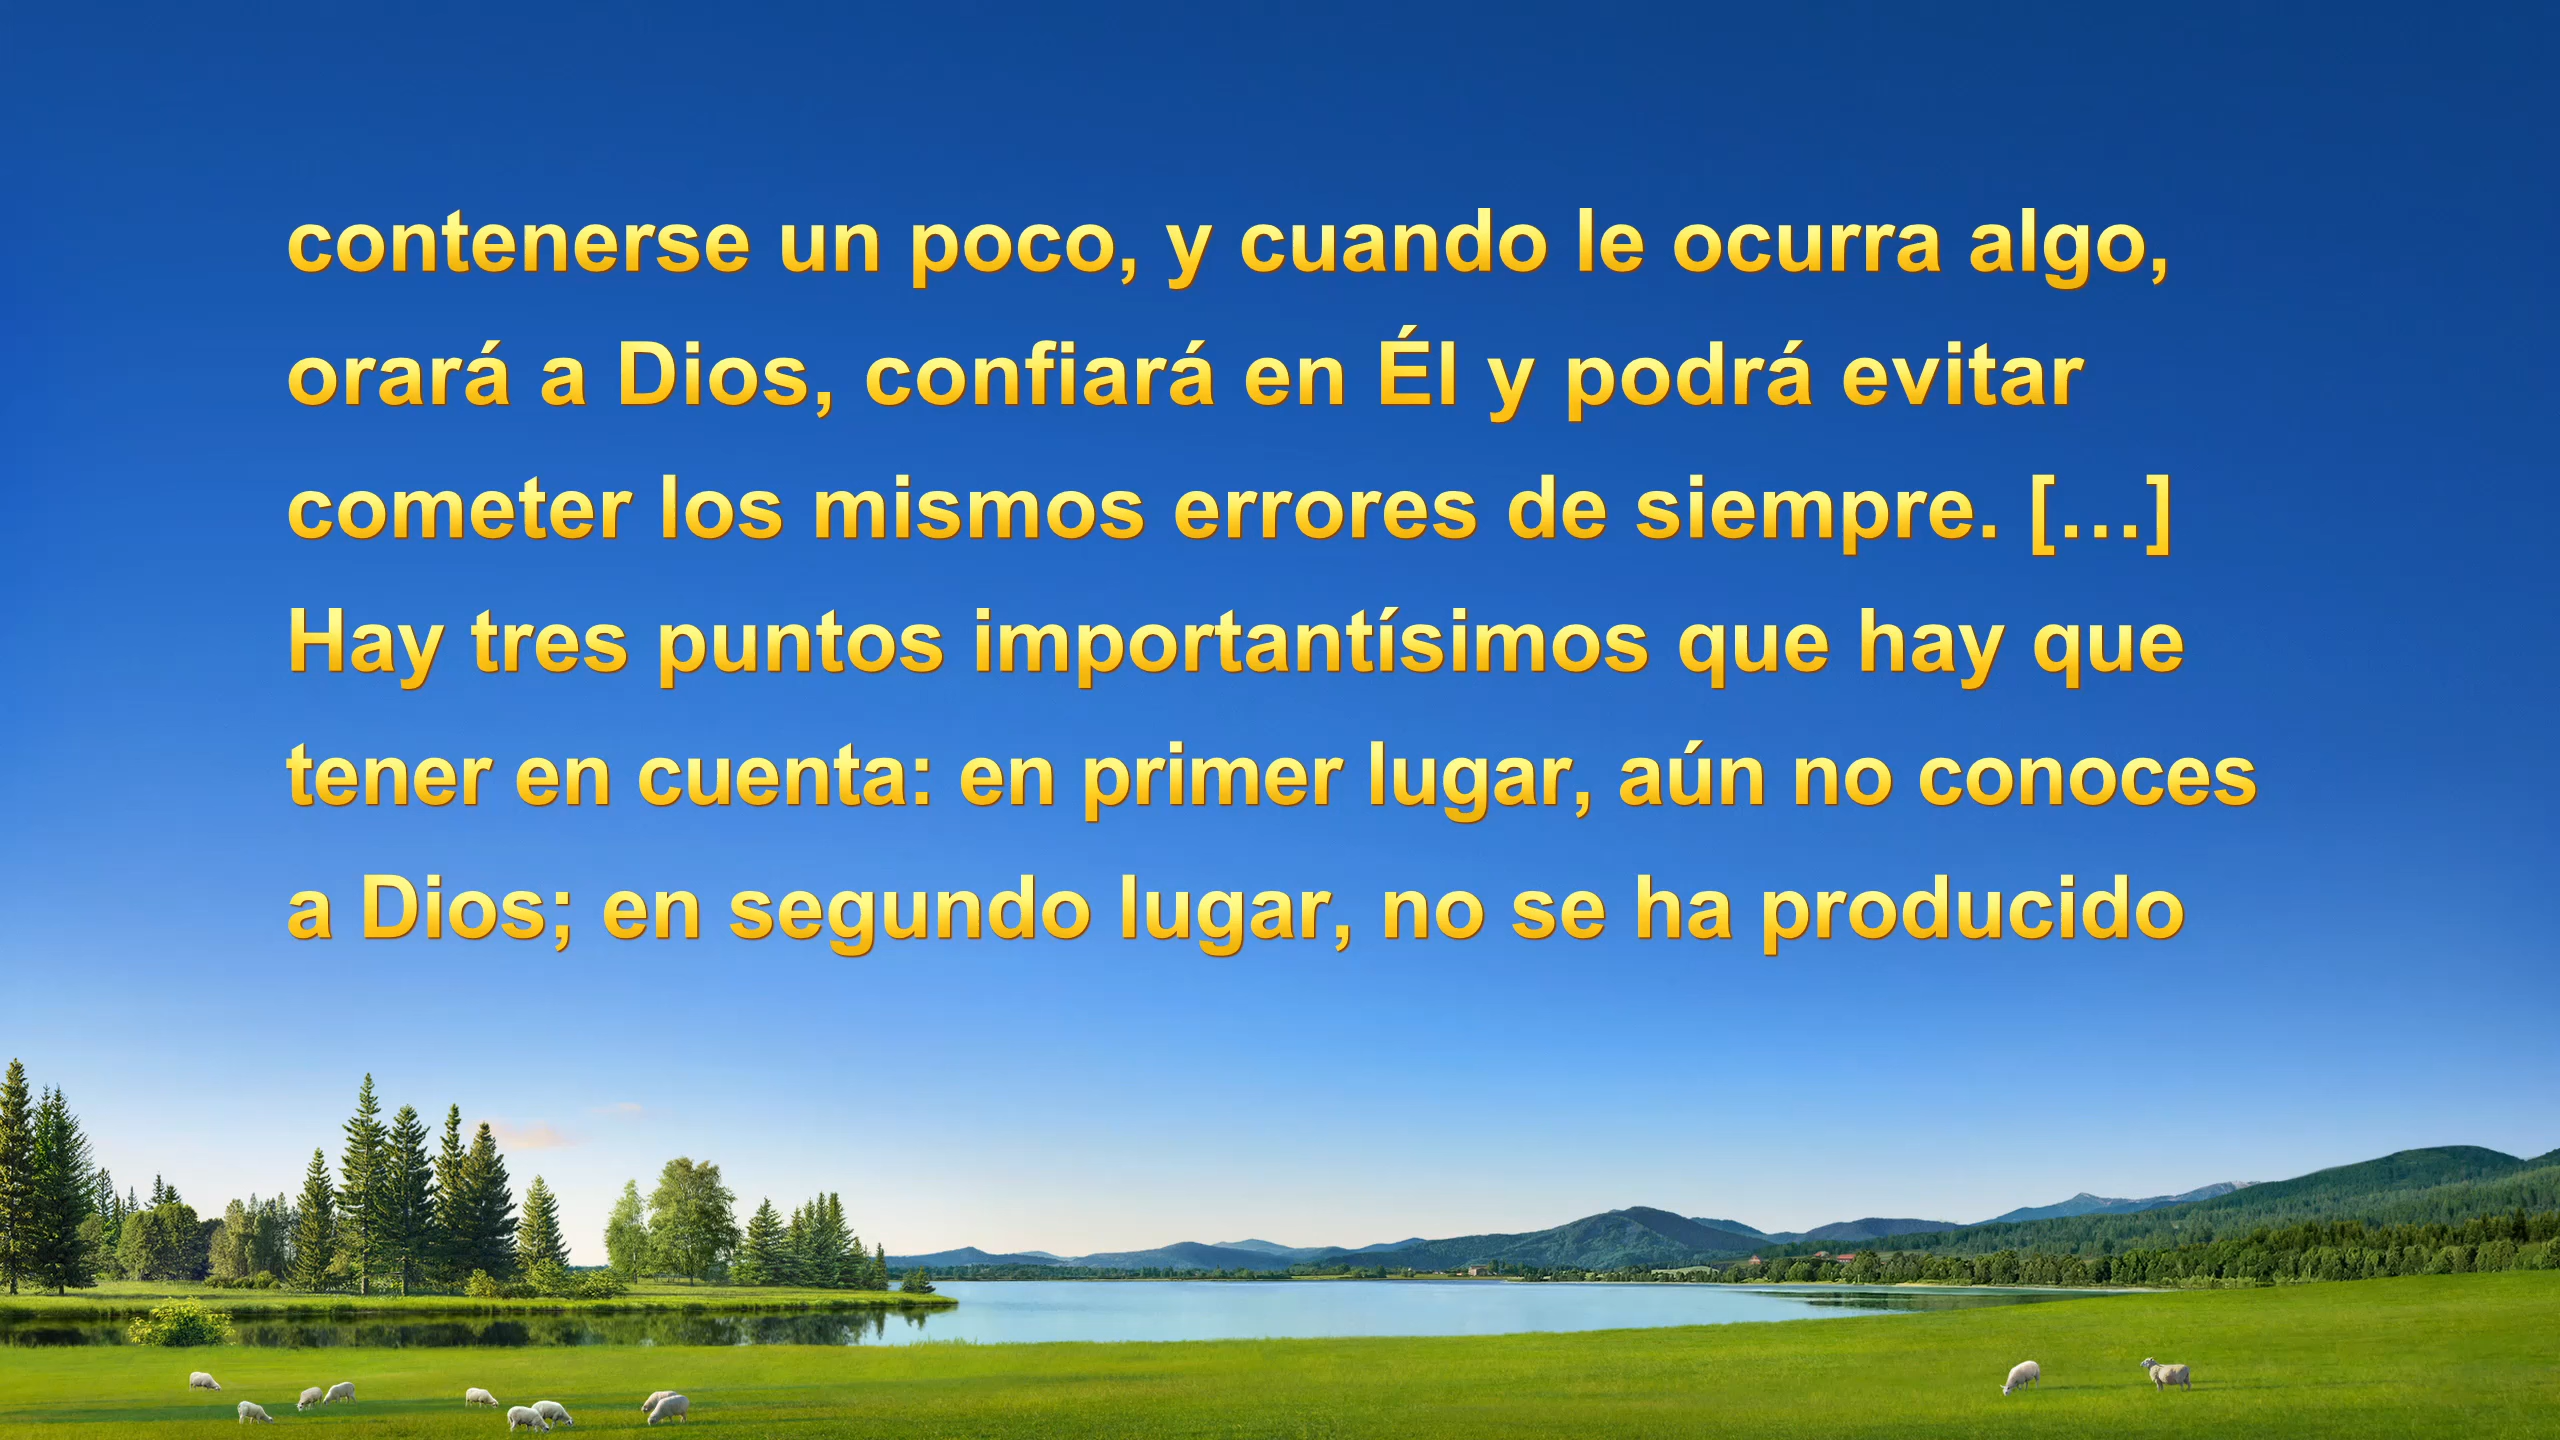 contenerse un poco, y cuando le ocurra algo,
orará a Dios, confiará en Él y podrá evitar
cometer los mismos errores de siempre. […]
Hay tres puntos importantísimos que hay que
tener en cuenta: en primer lugar, aún no conoces
a Dios; en segundo lugar, no se ha producido